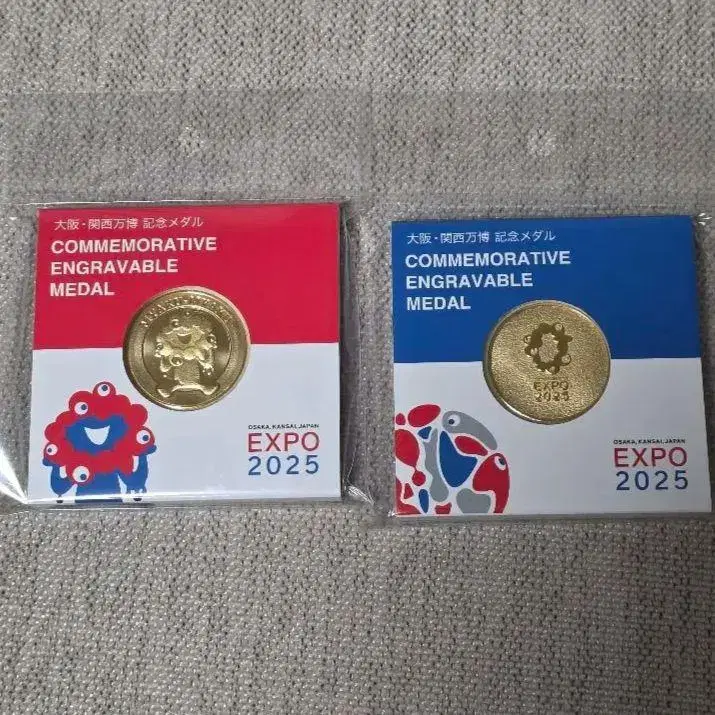 大阪・関西万博 記念メダル
COMMEMORATIVE
ENGRAVABLE
MEDAL
OSAKA, KANSAI, JAPAN
EXPO
2025
大阪・関西万博 記念メダル
COMMEMORATIVE
ENGRAVABLE
MEDAL
EXPO
2025
OSAKA, KANSAI, JAPAN
EXPO
2025